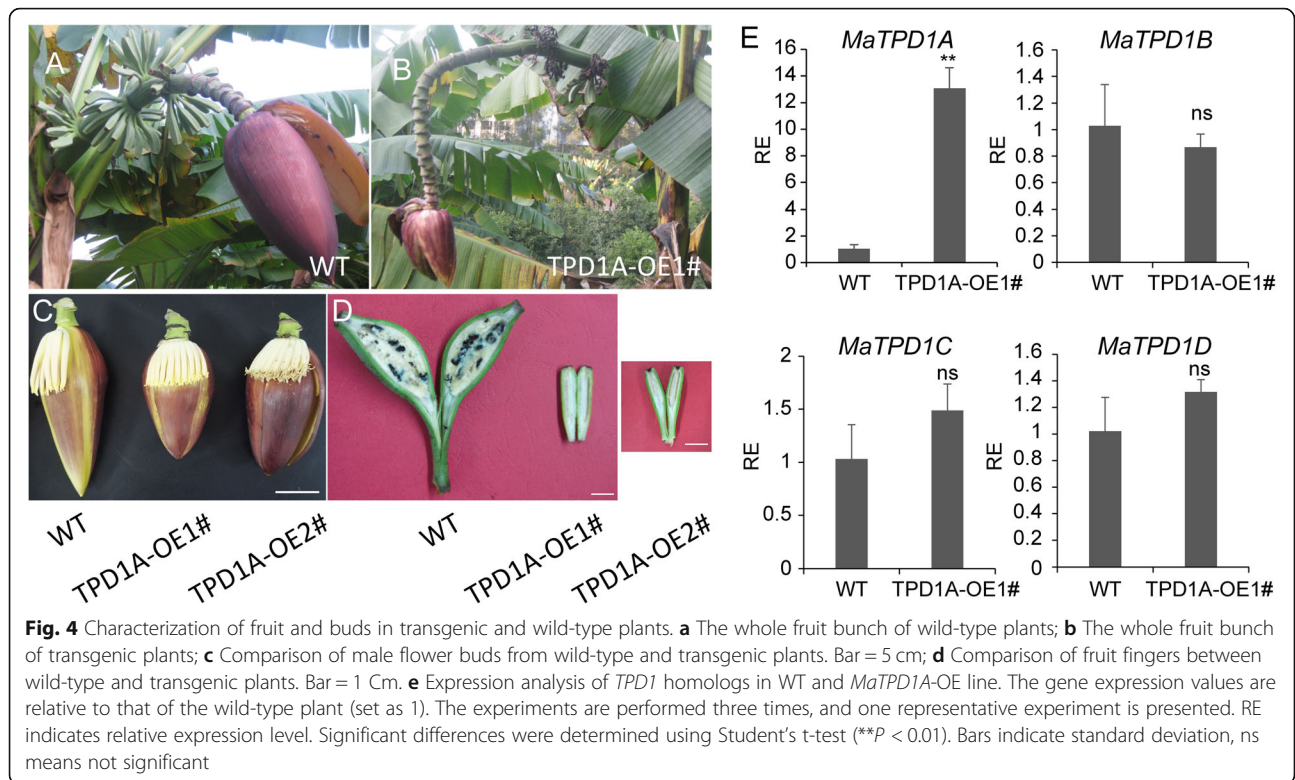 A
WT
B
TPD1A-OE1#
C
WT
TPD1A-OE1#
TPD1A-OE2#
D
WT
TPD1A-OE1#
TPD1A-OE2#
E
MaTPD1A
RE
16
14
12
10
8
6
4
2
0
**
WT TPD1A-OE1#
MaTPD1B
RE
1.6
1.4
1.2
1
0.8
0.6
0.4
0.2
0
ns
WT TPD1A-OE1#
MaTPD1C
RE
2
1.5
1
0.5
0
ns
WT TPD1A-OE1#
MaTPD1D
RE
1.6
1.4
1.2
1
0.8
0.6
0.4
0.2
0
ns
WT TPD1A-OE1#
Fig. 4 Characterization of fruit and buds in transgenic and wild-type plants. a The whole fruit bunch of wild-type plants; b The whole fruit bunch
of transgenic plants; c Comparison of male flower buds from wild-type and transgenic plants. Bar = 5 cm; d Comparison of fruit fingers between
wild-type and transgenic plants. Bar = 1 Cm. e Expression analysis of TPD1 homologs in WT and MaTPD1A-OE line. The gene expression values are
relative to that of the wild-type plant (set as 1). The experiments are performed three times, and one representative experiment is presented. RE
indicates relative expression level. Significant differences were determined using Student's t-test (**P < 0.01). Bars indicate standard deviation, ns
means not significant